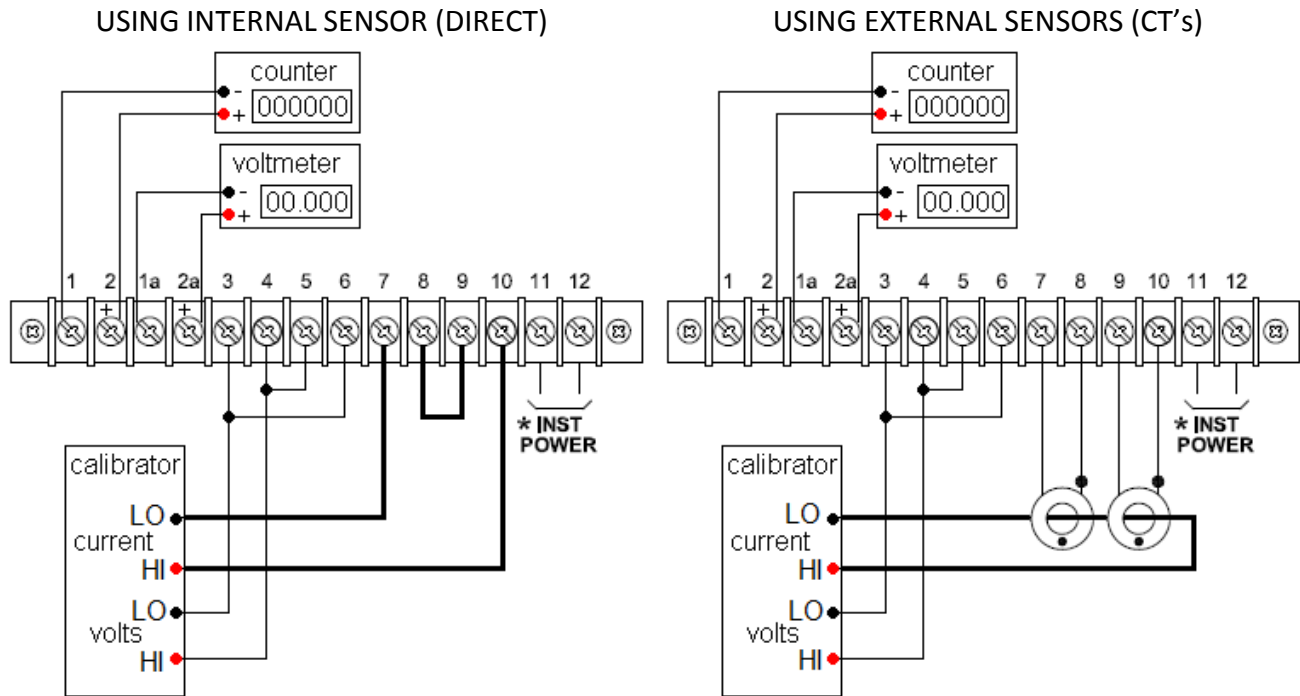 USING INTERNAL SENSOR (DIRECT)
counter
-
+ 000000
voltmeter
-
+ 00.000
1 2 1a 2a 3 4 5 6 7 8 9 10 11 12
+ +
* INST
POWER
calibrator
LO
current
HI
LO
volts
HI
USING EXTERNAL SENSORS (CT's)
counter
-
+ 000000
voltmeter
-
+ 00.000
1 2 1a 2a 3 4 5 6 7 8 9 10 11 12
+ +
* INST
POWER
calibrator
LO
current
HI
LO
volts
HI